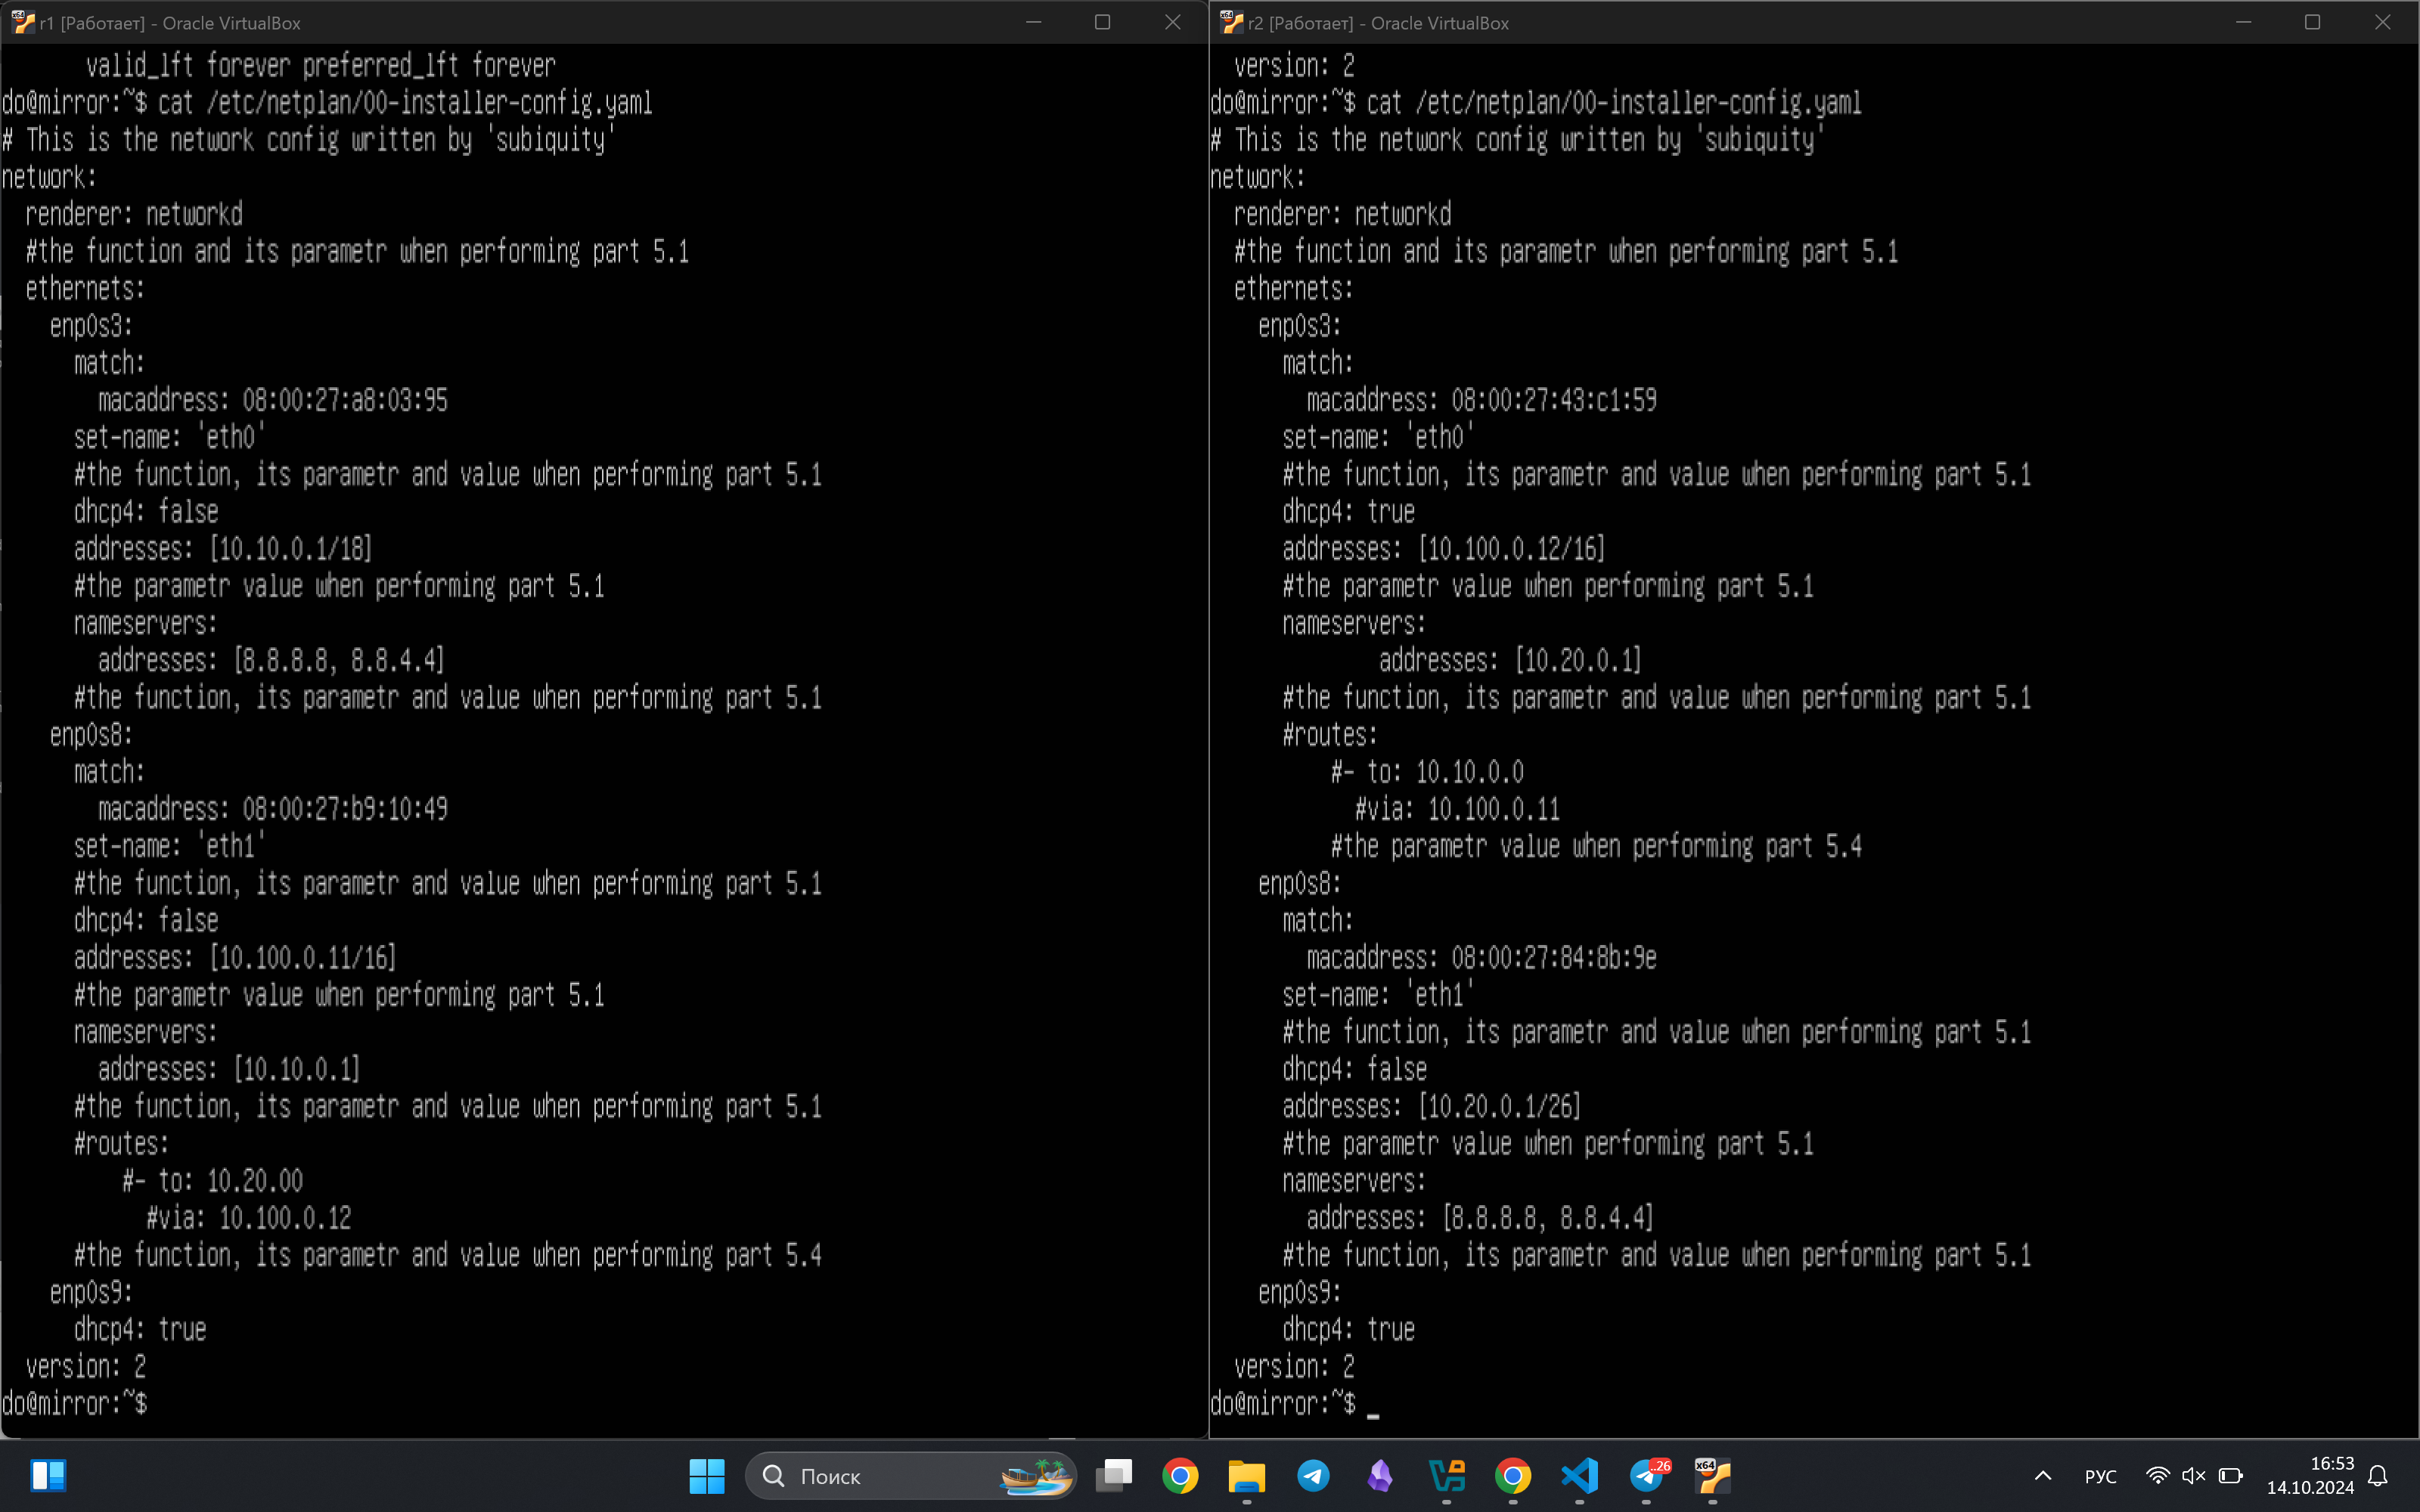 r1 [Работает] - Oracle VirtualBox
       valid_lft forever preferred_lft forever
do@mirror:~$ cat /etc/netplan/00-installer-config.yaml
# This is the network config written by 'subiquity'
network:
  renderer: networkd
  #the function and its parametr when performing part 5.1
  ethernets:
    enp0s3:
      match:
        macaddress: 08:00:27:a8:03:95
      set-name: 'eth0'
      #the function, its parametr and value when performing part 5.1
      dhcp4: false
      addresses: [10.10.0.1/18]
      #the parametr value when performing part 5.1
      nameservers:
        addresses: [8.8.8.8, 8.8.4.4]
      #the function, its parametr and value when performing part 5.1
    enp0s8:
      match:
        macaddress: 08:00:27:b9:10:49
      set-name: 'eth1'
      #the function, its parametr and value when performing part 5.1
      dhcp4: false
      addresses: [10.100.0.11/16]
      #the parametr value when performing part 5.1
      nameservers:
        addresses: [10.10.0.1]
      #the function, its parametr and value when performing part 5.1
      #routes:
          #- to: 10.20.00
            #via: 10.100.0.12
      #the function, its parametr and value when performing part 5.4
    enp0s9:
      dhcp4: true
  version: 2
do@mirror:~$
r2 [Работает] - Oracle VirtualBox
  version: 2
do@mirror:~$ cat /etc/netplan/00-installer-config.yaml
# This is the network config written by 'subiquity'
network:
  renderer: networkd
  #the function and its parametr when performing part 5.1
  ethernets:
    enp0s3:
      match:
        macaddress: 08:00:27:43:c1:59
      set-name: 'eth0'
      #the function, its parametr and value when performing part 5.1
      dhcp4: true
      addresses: [10.100.0.12/16]
      #the parametr value when performing part 5.1
      nameservers:
              addresses: [10.20.0.1]
      #the function, its parametr and value when performing part 5.1
      #routes:
          #- to: 10.10.0.0
            #via: 10.100.0.11
          #the parametr value when performing part 5.4
    enp0s8:
      match:
        macaddress: 08:00:27:84:8b:9e
      set-name: 'eth1'
      #the function, its parametr and value when performing part 5.1
      dhcp4: false
      addresses: [10.20.0.1/26]
      #the parametr value when performing part 5.1
      nameservers:
        addresses: [8.8.8.8, 8.8.4.4]
      #the function, its parametr and value when performing part 5.1
    enp0s9:
      dhcp4: true
  version: 2
do@mirror:~$ _
Поиск
..26
x64
РУС
16:53
14.10.2024